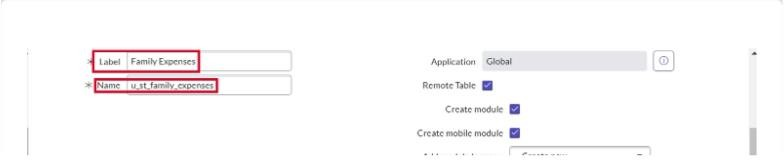 Label Family Expenses
Name u_st_family_expenses
Application Global
Remote Table
Create module
Create mobile module